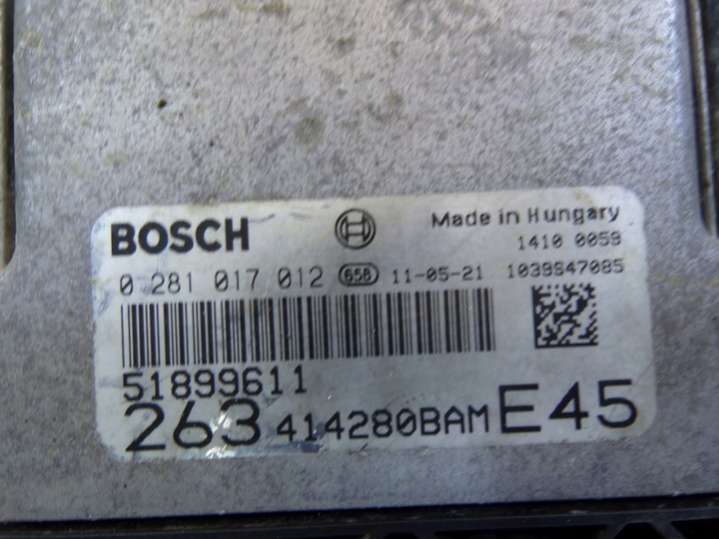 BOSCH Made in Hungary
1410 0059
0 281 017 012 658 11-05-21 1039S47085
51899611
263 414280BAM E45